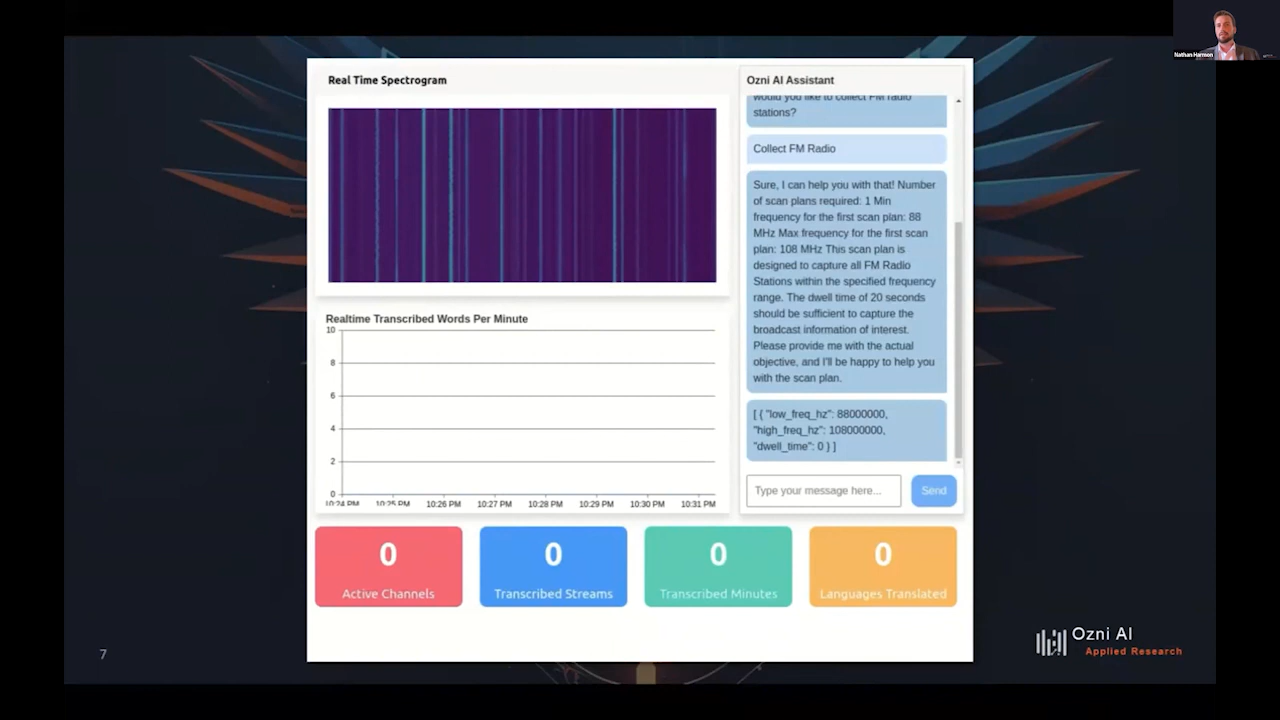 Nathan Harmon
Real Time Spectrogram
Realtime Transcribed Words Per Minute
10
8
6
4
2
0
10:24 PM 10:25 PM 10:26 PM 10:27 PM 10:28 PM 10:29 PM 10:30 PM 10:31 PM
Ozni AI Assistant
would you like to collect FM radio
stations?
Collect FM Radio
Sure, I can help you with that! Number
of scan plans required: 1 Min
frequency for the first scan plan: 88
MHz Max frequency for the first scan
plan: 108 MHz This scan plan is
designed to capture all FM Radio
Stations within the specified frequency
range. The dwell time of 20 seconds
should be sufficient to capture the
broadcast information of interest.
Please provide me with the actual
objective, and I'll be happy to help you
with the scan plan.
[ { "low_freq_hz": 88000000,
"high_freq_hz": 108000000,
"dwell_time": 0 } ]
Type your message here...
Send
0
Active Channels
0
Transcribed Streams
0
Transcribed Minutes
0
Languages Translated
7
Ozni AI
Applied Research